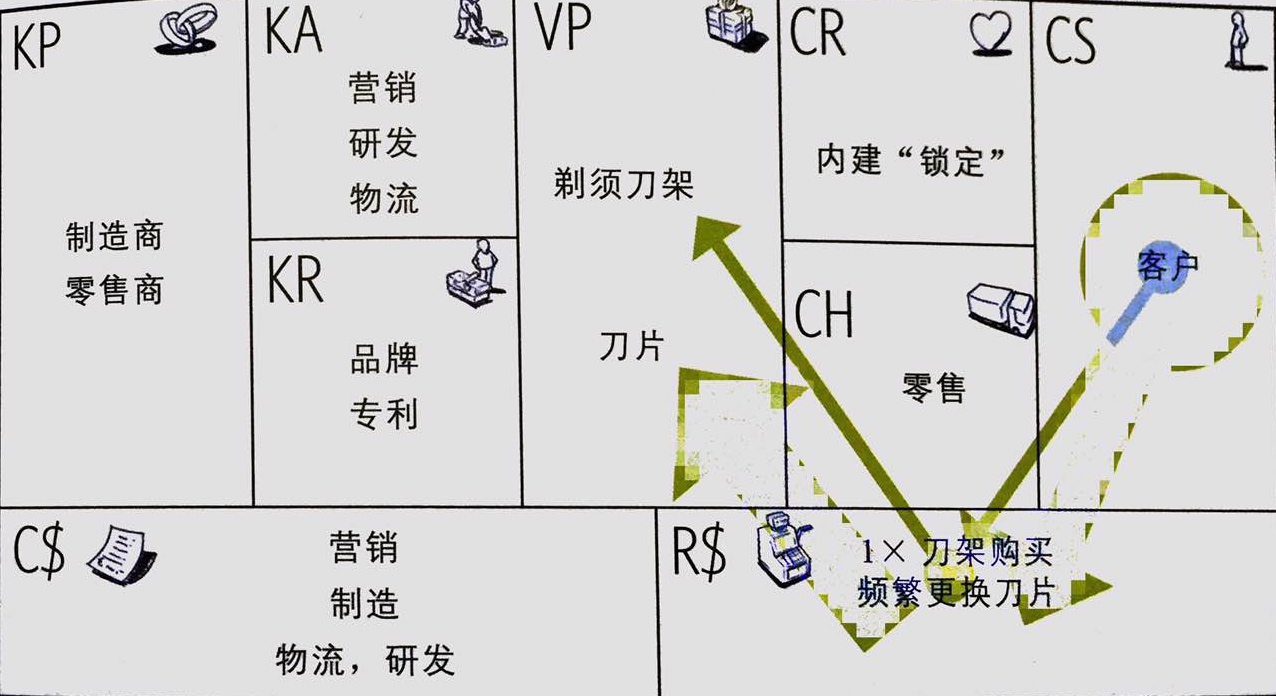 KP
制造商
零售商
KA
营销
研发
物流
KR
品牌
专利
VP
剃须刀架
刀片
CR
内建“锁定”
CH
零售
CS
客户
C$
营销
制造
物流，研发
R$
1× 刀架购买
频繁更换刀片